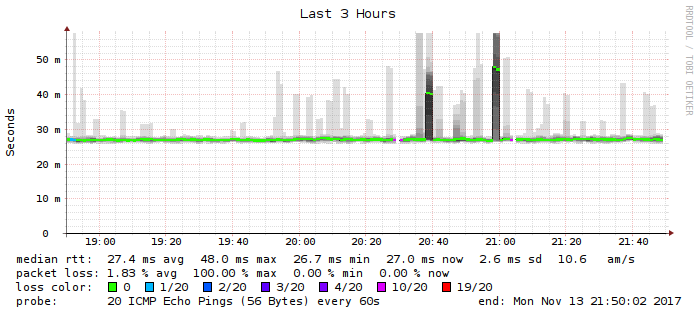 Last 3 Hours
RRDTOOL / TOBI OETIKER
Seconds
50 m
40 m
30 m
20 m
10 m
0
19:00 19:20 19:40 20:00 20:20 20:40 21:00 21:20 21:40
median rtt: 27.4 ms avg 48.0 ms max 26.7 ms min 27.0 ms now 2.6 ms sd 10.6 am/s
packet loss: 1.83 % avg 100.00 % max 0.00 % min 0.00 % now
loss color: 0 1/20 2/20 3/20 4/20 10/20 19/20
probe: 20 ICMP Echo Pings (56 Bytes) every 60s end: Mon Nov 13 21:50:02 2017